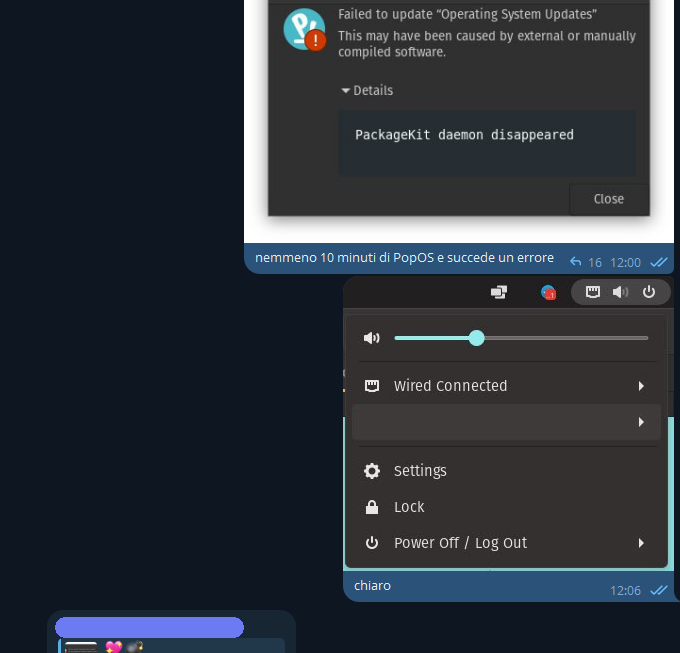 Failed to update “Operating System Updates”
This may have been caused by external or manually
compiled software.
Details
PackageKit daemon disappeared
Close
nemmeno 10 minuti di PopOS e succede un errore
16 12:00
1
Wired Connected
Settings
Lock
Power Off / Log Out
chiaro
12:06